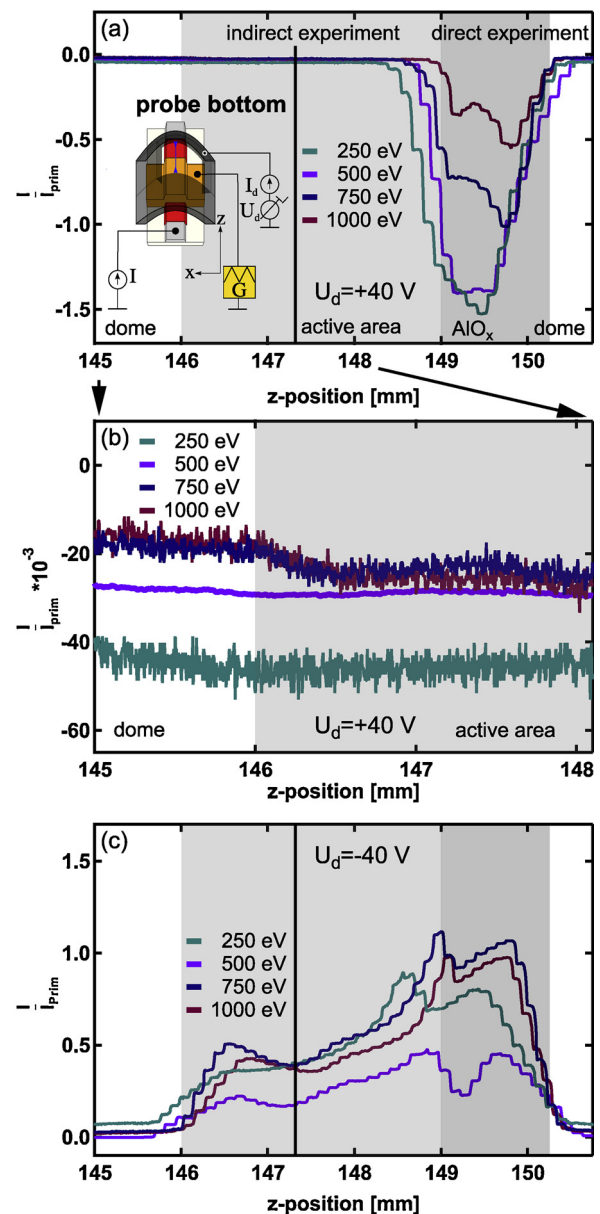 (a)
indirect experiment
direct experiment
probe bottom
I_d
U_d
z
x
G
I
250 eV
500 eV
750 eV
1000 eV
U_d=+40 V
dome
active area
AlO_x
dome
0.0
-0.5
-1.0
-1.5
I/i_prim
145
146
147
148
149
150
z-position [mm]
(b)
250 eV
500 eV
750 eV
1000 eV
0
-20
-40
-60
I/i_prim *10^-3
dome
U_d=+40 V
active area
145
146
147
148
z-position [mm]
(c)
U_d=-40 V
250 eV
500 eV
750 eV
1000 eV
1.5
1.0
0.5
0.0
I/i_Prim
145
146
147
148
149
150
z-position [mm]